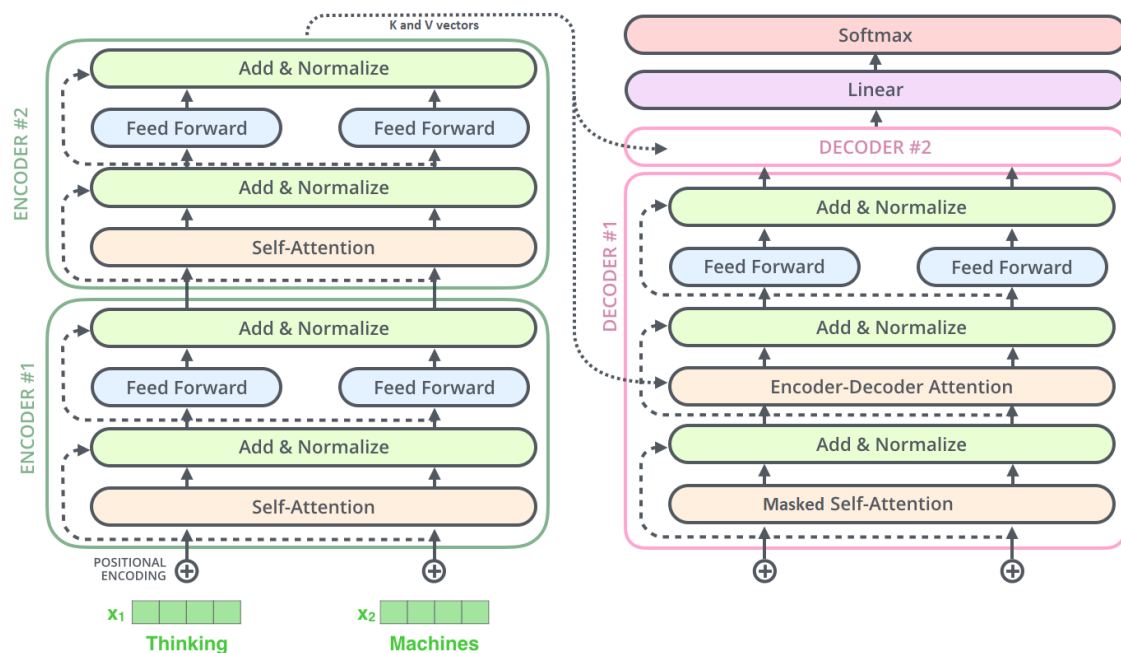 K and V vectors
ENCODER #2
Add & Normalize
Feed Forward
Feed Forward
Add & Normalize
Self-Attention
ENCODER #1
Add & Normalize
Feed Forward
Feed Forward
Add & Normalize
Self-Attention
POSITIONAL
ENCODING
x1
x2
Thinking
Machines
Softmax
Linear
DECODER #2
DECODER #1
Add & Normalize
Feed Forward
Feed Forward
Add & Normalize
Encoder-Decoder Attention
Add & Normalize
Masked Self-Attention